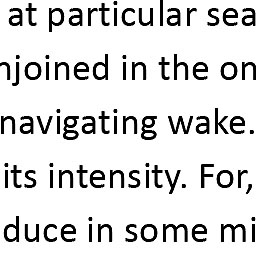 at particular sea
njoined in the on
navigating wake.
its intensity. For,
duce in some mi